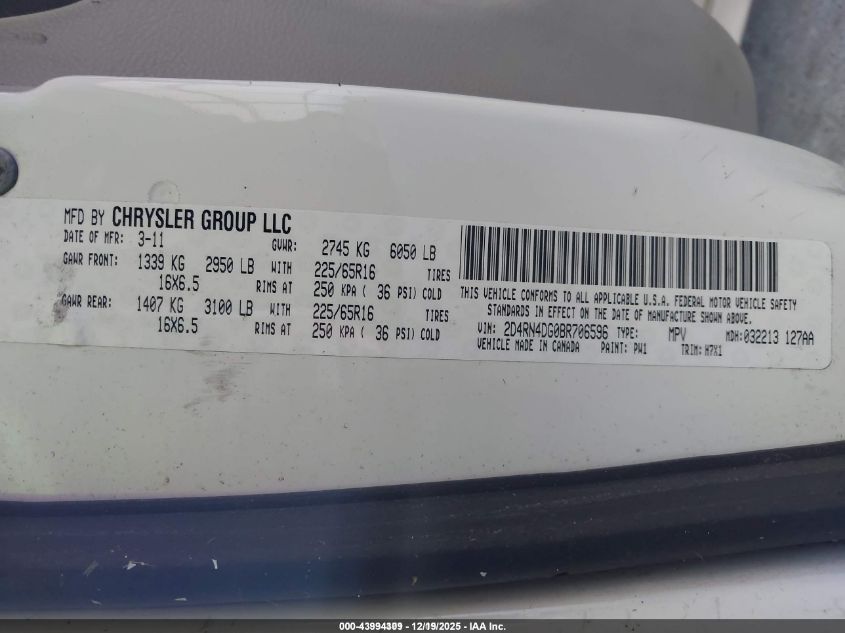 MFD BY CHRYSLER GROUP LLC
DATE OF MFR: 3-11 GVWR: 2745 KG 6050 LB
GAWR FRONT: 1339 KG 2950 LB WITH 225/65R16 TIRES
16X6.5 RIMS AT 250 KPA ( 36 PSI) COLD
GAWR REAR: 1407 KG 3100 LB WITH 225/65R16 TIRES
16X6.5 RIMS AT 250 KPA ( 36 PSI) COLD
THIS VEHICLE CONFORMS TO ALL APPLICABLE U.S.A. FEDERAL MOTOR VEHICLE SAFETY
STANDARDS IN EFFECT ON THE DATE OF MANUFACTURE SHOWN ABOVE.
VIN: 2D4RN4DG0BR706596 TYPE: MPV MDH:032213 127AA
VEHICLE MADE IN CANADA PAINT: PW1 TRIM: H7X1
000-43994309 - 12/19/2025 - IAA Inc.